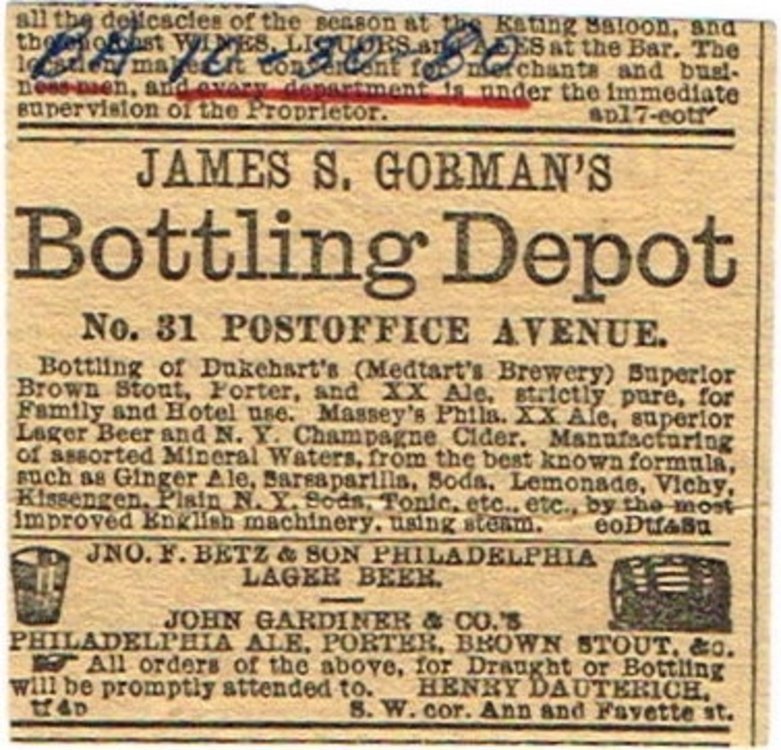 all the delicacies of the season at the Eating Saloon, and
the choicest WINES, LIQUORS and ALES at the Bar. The
location makes it convenient for merchants and busi-
ness men, and every department is under the immediate
supervision of the Proprietor. ap17-eotf
10-30-80
JAMES S. GORMAN'S
Bottling Depot
No. 31 POSTOFFICE AVENUE.
Bottling of Dukehart's (Medtart's Brewery) Superior
Brown Stout, Porter, and XX Ale, strictly pure, for
Family and Hotel use. Massey's Phila. XX Ale, superior
Lager Beer and N. Y. Champagne Cider. Manufacturing
of assorted Mineral Waters, from the best known formula,
such as Ginger Ale, Sarsaparilla, Soda, Lemonade, Vichy,
Kissengen, Plain N. Y. Soda, Tonic, etc., etc., by the most
improved English machinery, using steam. eoDtf&Su
JNO. F. BETZ & SON PHILADELPHIA
LAGER BEER.
JOHN GARDINER & CO.'S
PHILADELPHIA ALE, PORTER, BROWN STOUT, &c.
All orders of the above, for Draught or Bottling
will be promptly attended to. HENRY DAUTERICH,
tf4p S. W. cor. Ann and Fayette st.